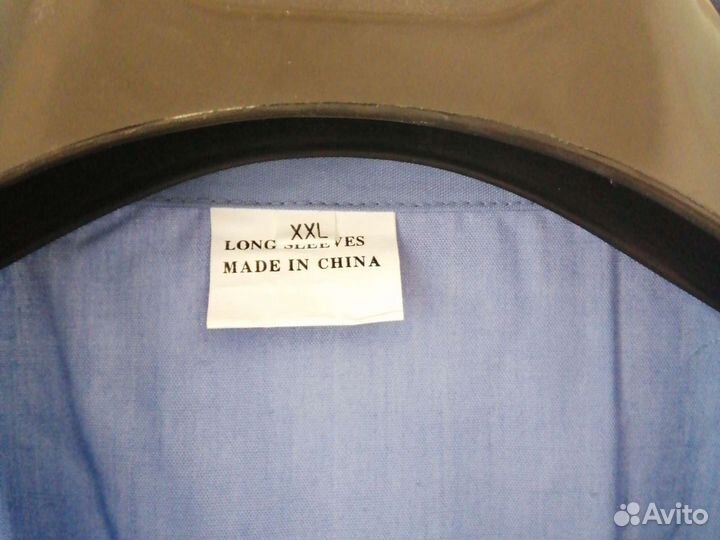 XXL
LONG SLEEVES
MADE IN CHINA
Avito